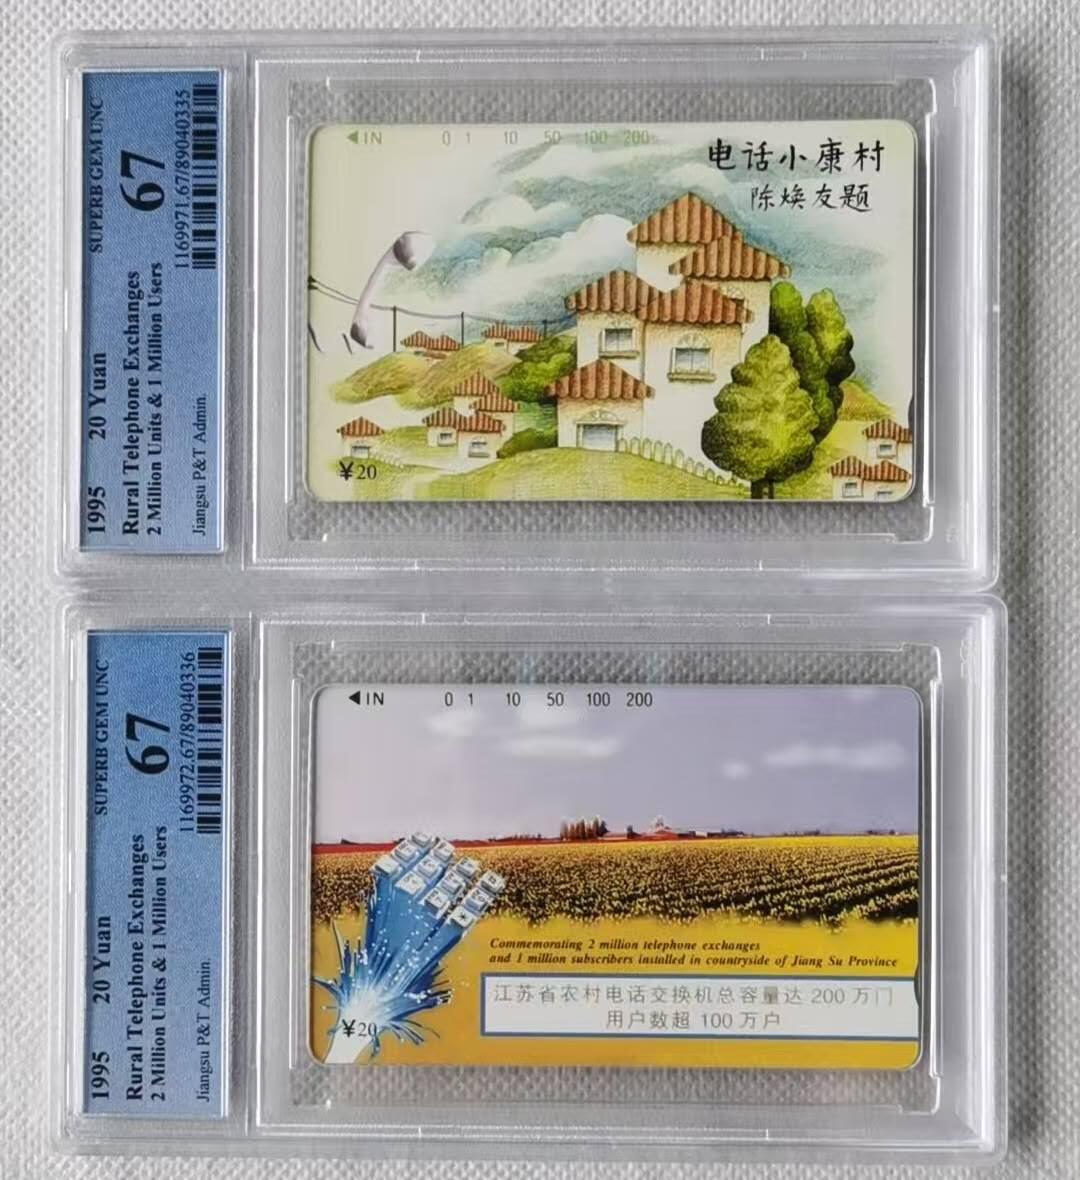 1995 20 Yuan SUPERB GEM UNC
Rural Telephone Exchanges 67
2 Million Units & 1 Million Users
1169971.67/89040335
Jiangsu P&T Admin.
◀IN 0 1 10 50 100 200
电话小康村
陈焕友题
¥20
1995 20 Yuan SUPERB GEM UNC
Rural Telephone Exchanges 67
2 Million Units & 1 Million Users
1169972.67/89040336
Jiangsu P&T Admin.
◀IN 0 1 10 50 100 200
Commemorating 2 million telephone exchanges
and 1 million subscribers installed in countryside of Jiang Su Province
江苏省农村电话交换机总容量达 200 万门
用户数超 100 万户
¥20